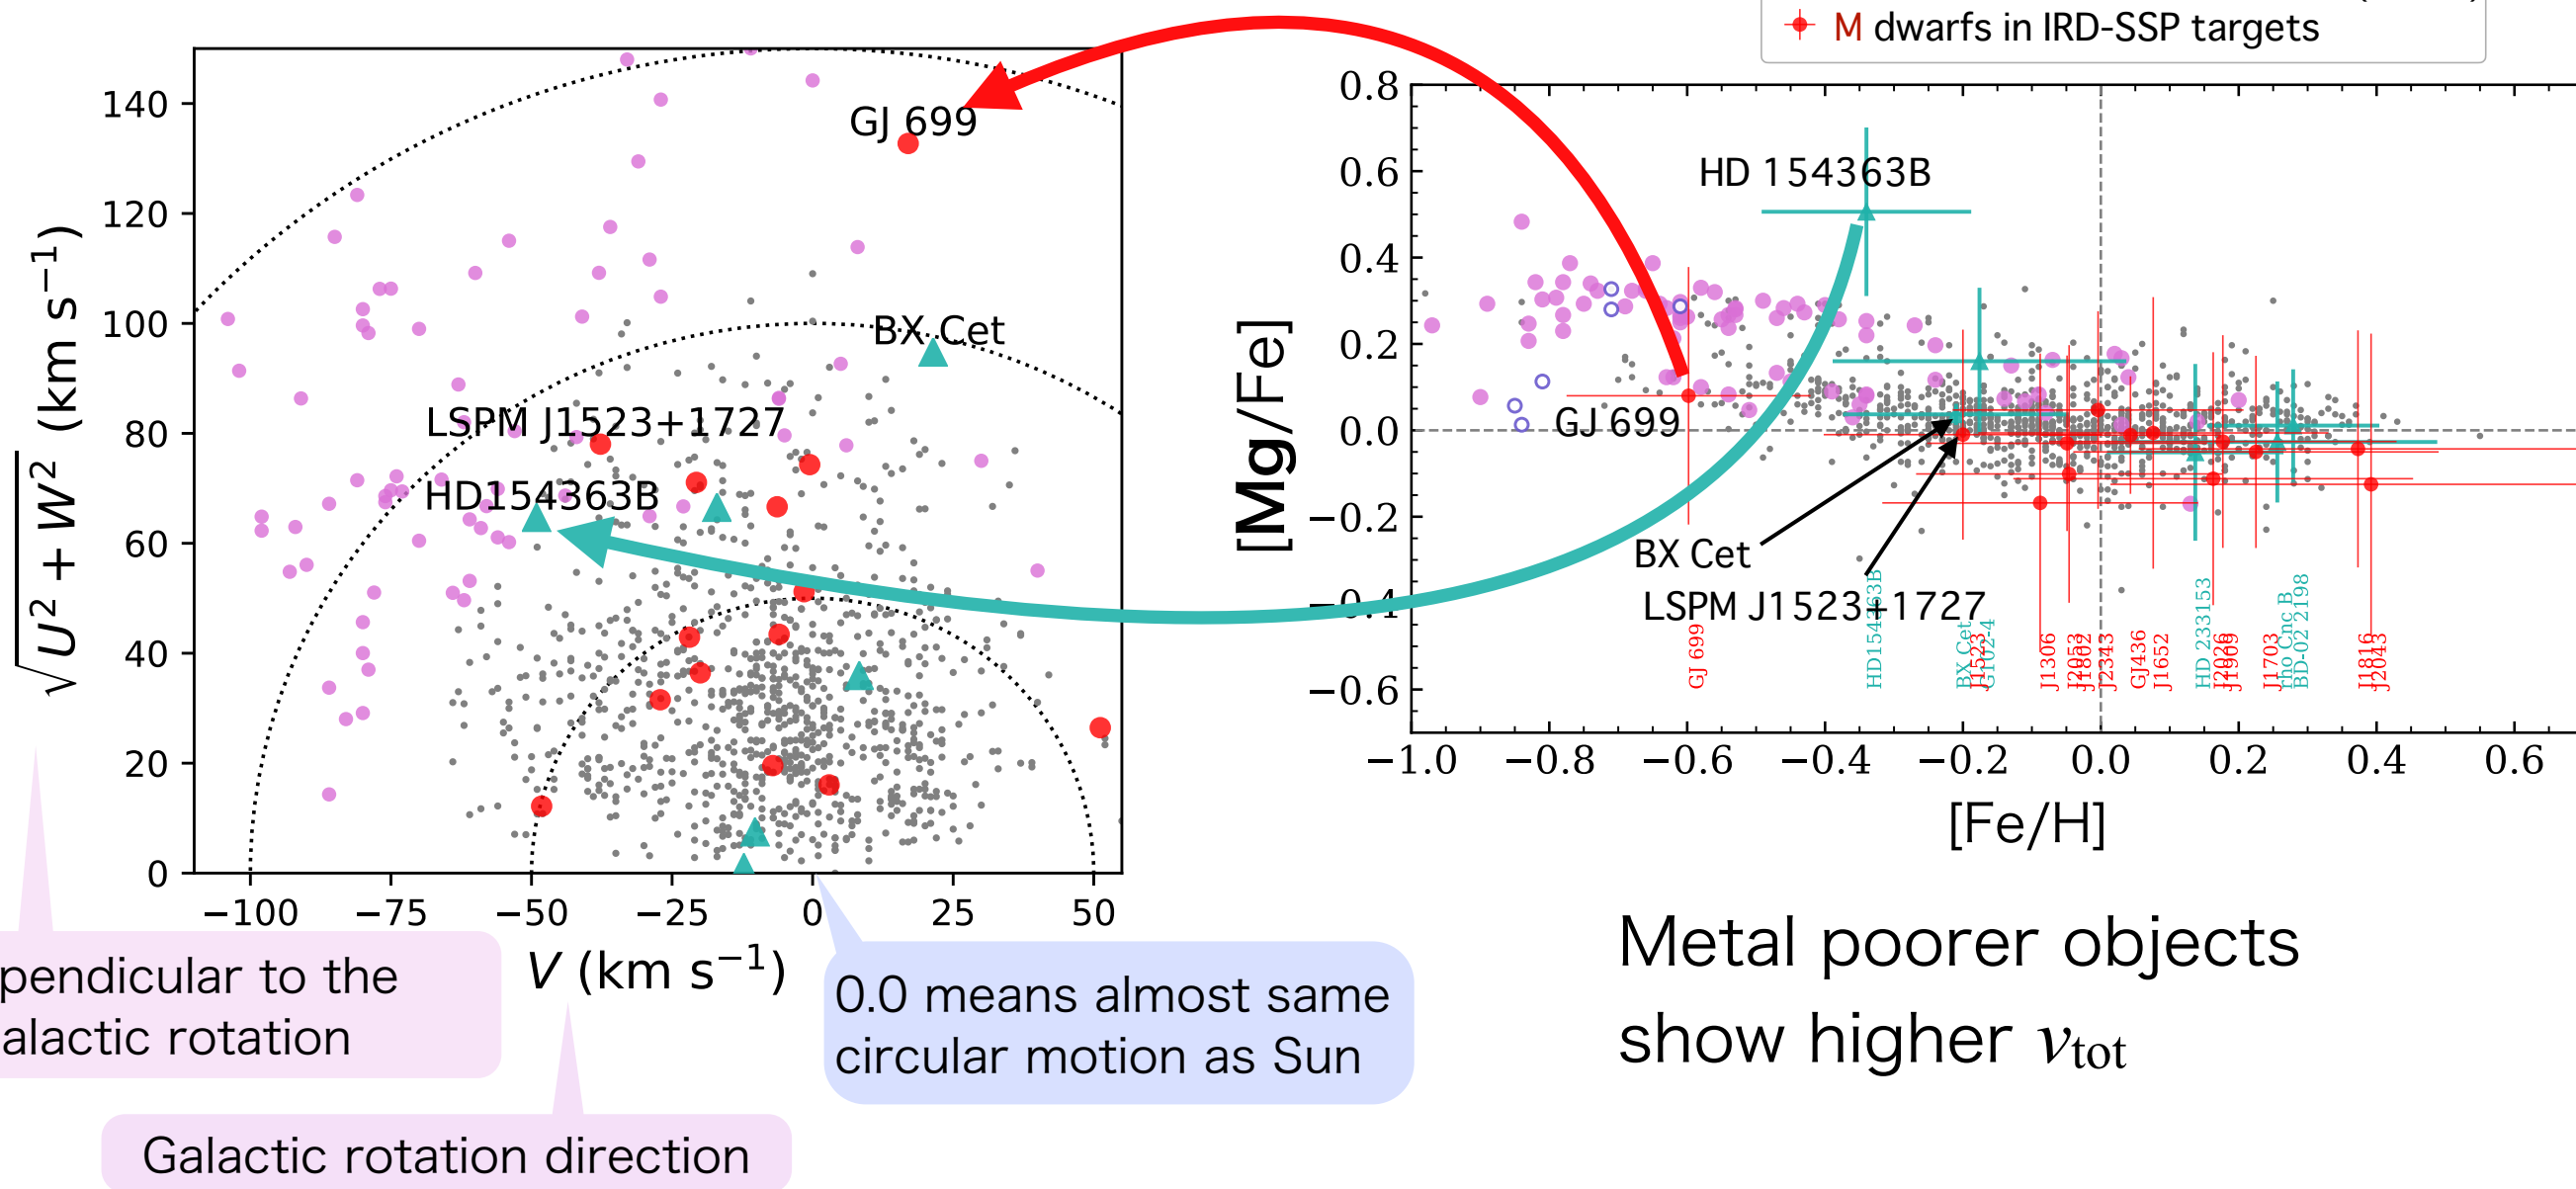 M dwarfs in IRD-SSP targets
√U² + W² (km s⁻¹)
140
120
100
80
60
40
20
0
−100 −75 −50 −25 0 25 50
V (km s⁻¹)
GJ 699
BX Cet
LSPM J1523+1727
HD154363B
[Mg/Fe]
0.8
0.6
0.4
0.2
0.0
−0.2
−0.4
−0.6
−1.0 −0.8 −0.6 −0.4 −0.2 0.0 0.2 0.4 0.6
[Fe/H]
HD 154363B
GJ 699
BX Cet
LSPM J1523+1727
GJ 699
HD154363B
BX Cet
J1523
G102-4
J1306
J2052
J1802
J2343
GJ436
J1652
HD 233153
J2026
J1909
J1703
rho Cnc B
BD-02 2198
J1816
J2043
pendicular to the
alactic rotation
Galactic rotation direction
0.0 means almost same
circular motion as Sun
Metal poorer objects
show higher vtot